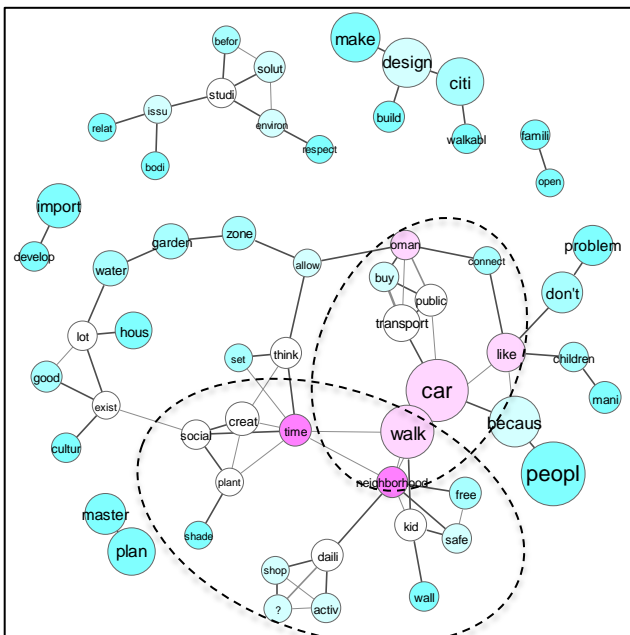 make
befor
design
solut
citi
studi
issu
build
environ
relat
walkabl
famili
respect
bodi
open
import
zone
garden
oman
problem
develop
water
allow
connect
buy
don't
public
transport
lot
hous
like
set
think
children
good
car
mani
exist
creat
becaus
social
time
walk
cultur
peopl
plant
neighborhood
free
master
kid
shade
safe
plan
daili
shop
wall
?
activ